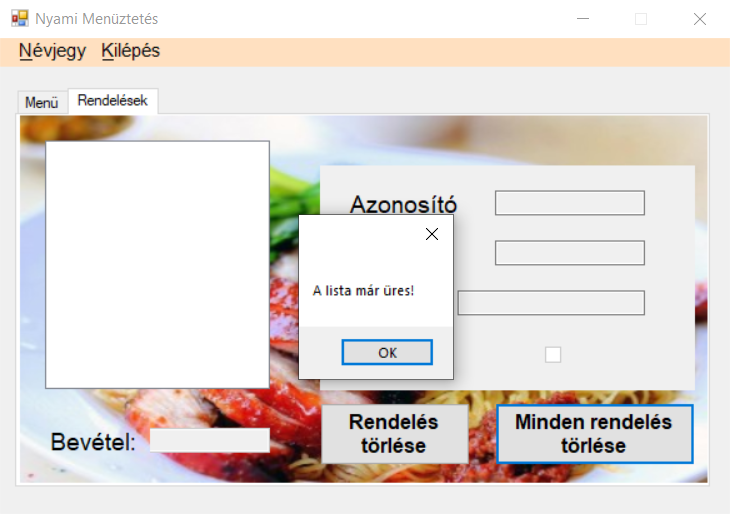 Nyami Menüztetés
Névjegy Kilépés
Menü Rendelések
Azonosító
A lista már üres!
OK
Bevétel:
Rendelés
törlése
Minden rendelés
törlése